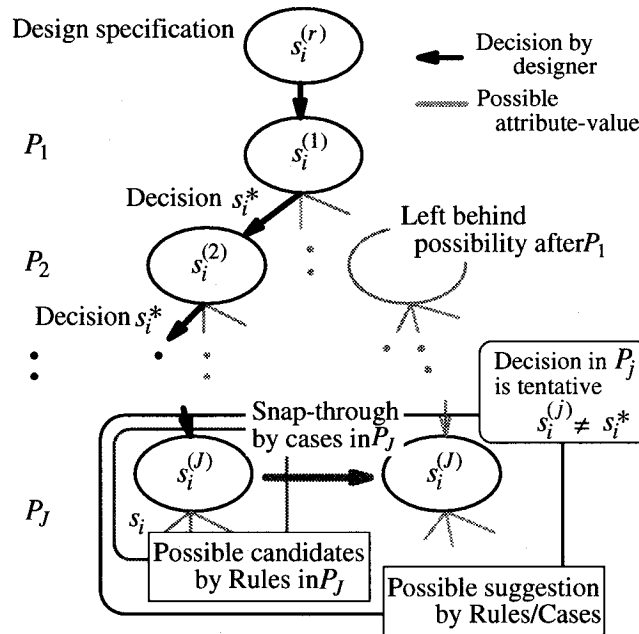 Design specification
s_i^{(r)}
Decision by
designer
Possible
attribute-value
P_1
s_i^{(1)}
Decision s_i*
Left behind
possibility afterP_1
P_2
s_i^{(2)}
Decision s_i*
Decision in P_j
is tentative
s_i^{(j)} ≠ s_i*
Snap-through
by cases inP_J
s_i^{(J)}
s_i^{(J)}
P_J
s_i
Possible candidates
by Rules inP_J
Possible suggestion
by Rules/Cases